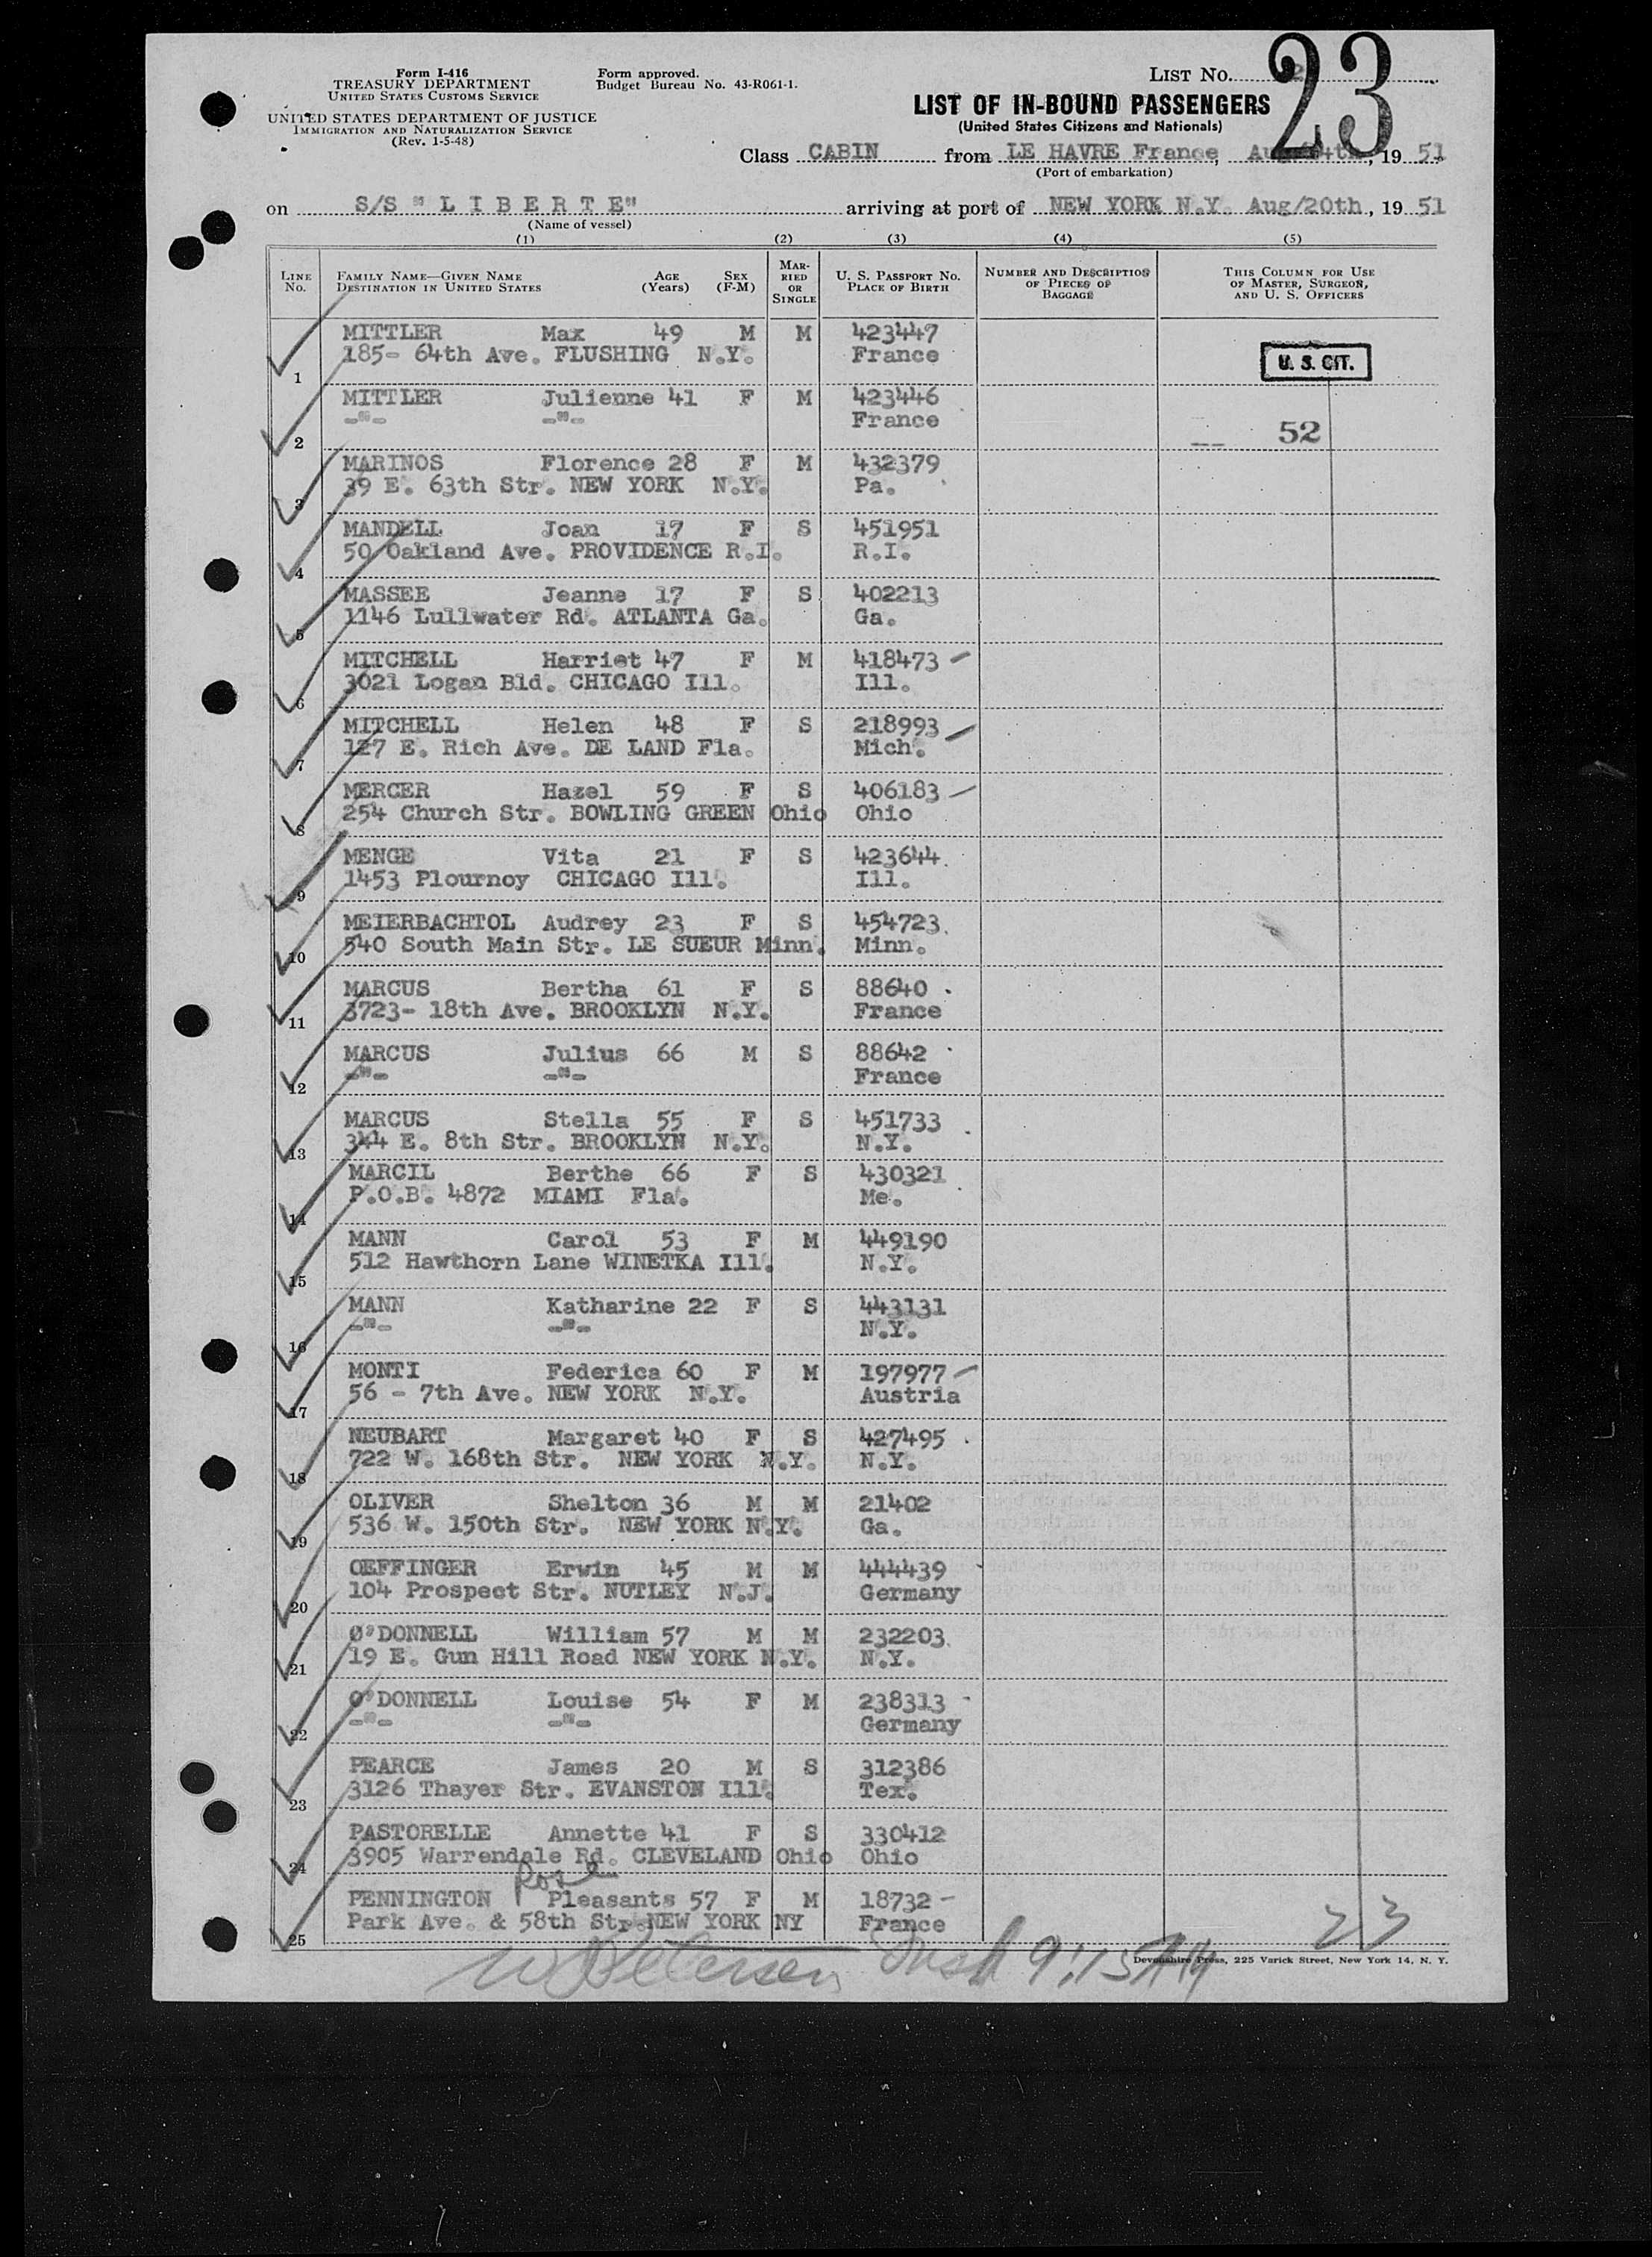 Form I-416
TREASURY DEPARTMENT
UNITED STATES CUSTOMS SERVICE
UNITED STATES DEPARTMENT OF JUSTICE
IMMIGRATION AND NATURALIZATION SERVICE
(Rev. 1-5-48)
Form approved.
Budget Bureau No. 43-R061-1.
LIST NO.
23
LIST OF IN-BOUND PASSENGERS
(United States Citizens and Nationals)
Class CABIN from LE HAVRE France, 19 51
(Port of embarkation)
on S/S "L I B E R T E" arriving at port of NEW YORK N.Y. Aug/20th, 19 51
(Name of vessel)
(1) (2) (3) (4) (5)
LINE NO. FAMILY NAME—GIVEN NAME DESTINATION IN UNITED STATES AGE (Years) SEX (F-M) MARRIED OR SINGLE U. S. PASSPORT NO. PLACE OF BIRTH NUMBER AND DESCRIPTION OF PIECES OF BAGGAGE THIS COLUMN FOR USE OF MASTER, SURGEON, AND U. S. OFFICERS
MITTLER Max 49 M M 423447
1 185- 64th Ave. FLUSHING N.Y. France U. S. CIT.
MITTLER Julienne 41 F M 423446
2 -"- -"- France 52
MARINOS Florence 28 F M 432379
3 39 E. 63th Str. NEW YORK N.Y. Pa.
MANDELL Joan 17 F S 451951
4 50 Oakland Ave. PROVIDENCE R.I. R.I.
MASSEE Jeanne 17 F S 402213
5 1146 Lullwater Rd. ATLANTA Ga. Ga.
MITCHELL Harriet 47 F M 418473
6 3021 Logan Bld. CHICAGO Ill. Ill.
MITCHELL Helen 48 F S 218993
7 127 E. Rich Ave. DE LAND Fla. Mich.
MERCER Hazel 59 F S 406183
8 254 Church Str. BOWLING GREEN Ohio Ohio
MENGE Vita 21 F S 423644
9 1453 Plournoy CHICAGO Ill. Ill.
MEIERBACHTOL Audrey 23 F S 454723
10 540 South Main Str. LE SUEUR Minn. Minn.
MARCUS Bertha 61 F S 88640
11 3723- 18th Ave. BROOKLYN N.Y. France
MARCUS Julius 66 M S 88642
12 -"- -"- France
MARCUS Stella 55 F S 451733
13 344 E. 8th Str. BROOKLYN N.Y. N.Y.
MARCIL Berthe 66 F S 430321
14 P.O.B. 4872 MIAMI Fla. Me.
MANN Carol 53 F M 449190
15 512 Hawthorn Lane WINETKA Ill. N.Y.
MANN Katharine 22 F S 443131
16 -"- -"- N.Y.
MONTI Federica 60 F M 197977
17 56 - 7th Ave. NEW YORK N.Y. Austria
NEUBART Margaret 40 F S 427495
18 722 W. 168th Str. NEW YORK N.Y. N.Y.
OLIVER Shelton 36 M M 21402
19 536 W. 150th Str. NEW YORK N.Y. Ga.
OEFFINGER Erwin 45 M M 444439
20 104 Prospect Str. NUTLEY N.J. Germany
O'DONNELL William 57 M M 232203
21 19 E. Gun Hill Road NEW YORK N.Y. N.Y.
O'DONNELL Louise 54 F M 238313
22 -"- -"- Germany
PEARCE James 20 M S 312386
23 3126 Thayer Str. EVANSTON Ill. Tex.
PASTORELLE Annette 41 F S 330412
24 3905 Warrendale Rd. CLEVELAND Ohio Ohio
Rose
PENNINGTON Pleasants 57 F M 18732
25 Park Ave. & 58th Str. NEW YORK NY France
23
W Petersen Insp 9:15 AM
Devonshire Press, 225 Varick Street, New York 14, N. Y.